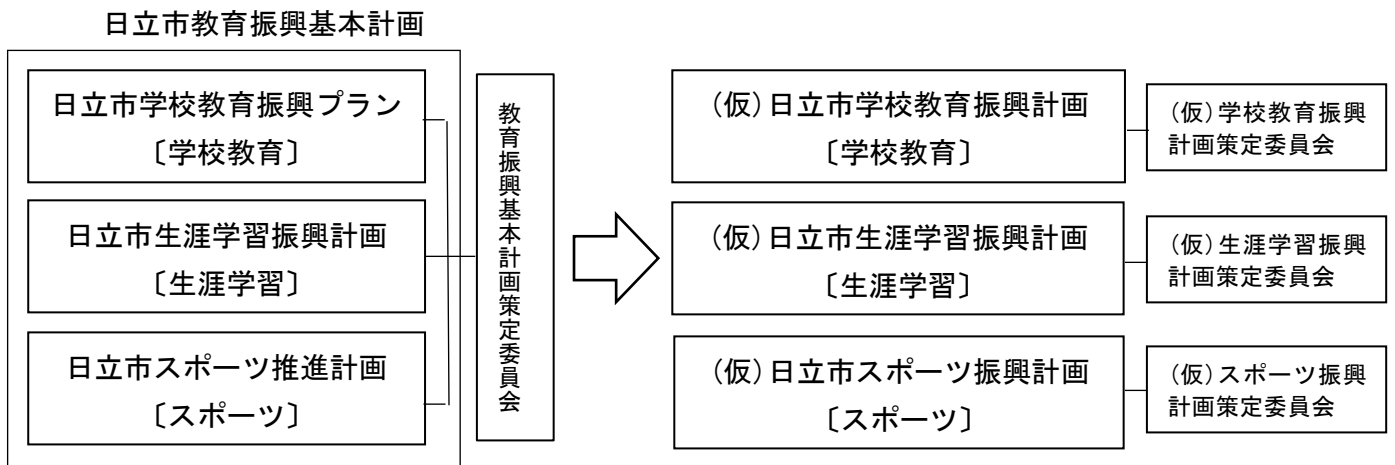 日立市教育振興基本計画
日立市学校教育振興プラン
〔学校教育〕
日立市生涯学習振興計画
〔生涯学習〕
日立市スポーツ推進計画
〔スポーツ〕
教育振興基本計画策定委員会
(仮)日立市学校教育振興計画
〔学校教育〕
(仮)学校教育振興
計画策定委員会
(仮)日立市生涯学習振興計画
〔生涯学習〕
(仮)生涯学習振興
計画策定委員会
(仮)日立市スポーツ振興計画
〔スポーツ〕
(仮)スポーツ振興
計画策定委員会